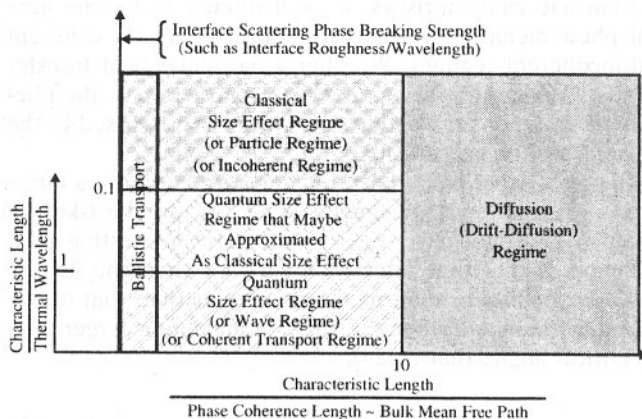 Interface Scattering Phase Breaking Strength
(Such as Interface Roughness/Wavelength)
Classical
Size Effect Regime
(or Particle Regime)
(or Incoherent Regime)
0.1
Quantum Size Effect
Regime that Maybe
Approximated
As Classical Size Effect
1
Quantum
Size Effect Regime
(or Wave Regime)
(or Coherent Transport Regime)
Ballistic Transport
Diffusion
(Drift-Diffusion)
Regime
Characteristic Length
Thermal Wavelength
10
Characteristic Length
Phase Coherence Length ~ Bulk Mean Free Path